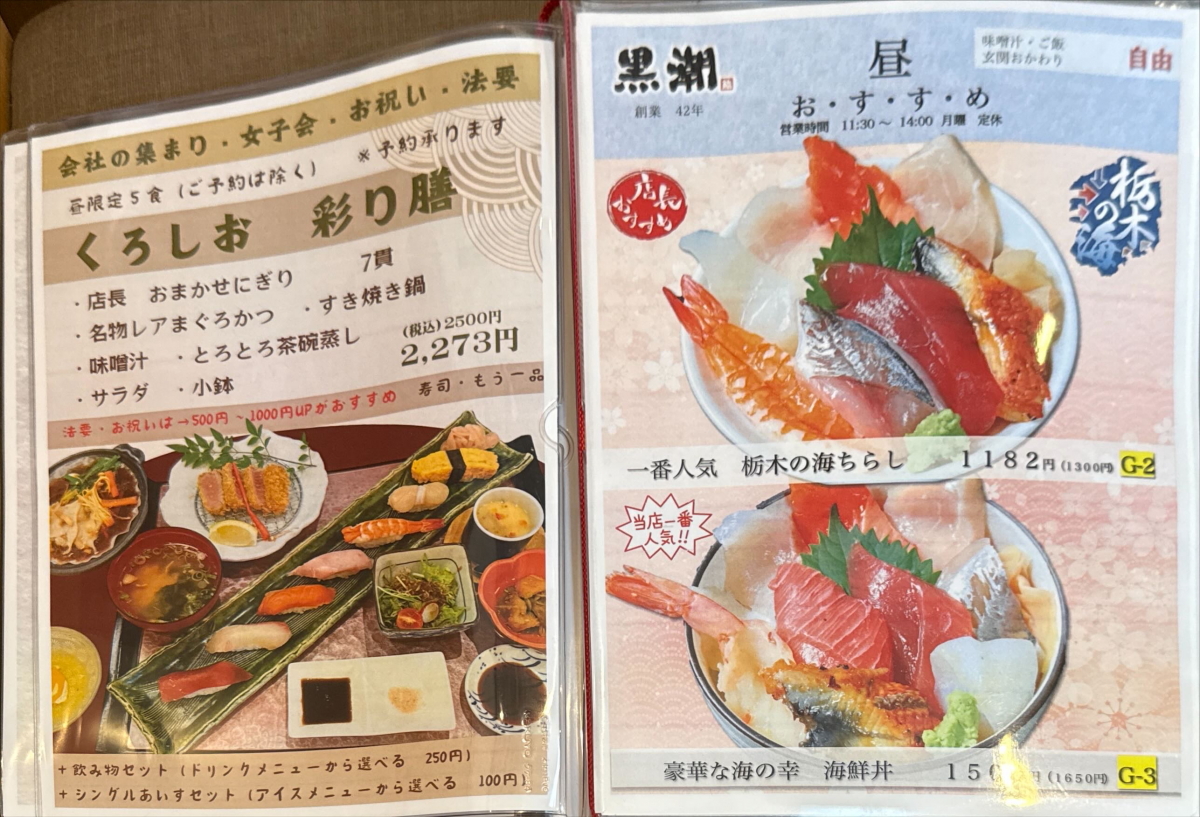 会社の集まり・女子会・お祝い・法要
昼限定5食(ご予約は除く) ※予約承ります
くろしお 彩り膳
・店長 おまかせにぎり 7貫
・名物レアまぐろかつ ・すき焼き鍋
・味噌汁 ・とろとろ茶碗蒸し
(税込)2500円
2,273円
・サラダ ・小鉢
法要・お祝いは→500円~1000円UPがおすすめ 寿司・もう一品
+飲み物セット(ドリンクメニューから選べる 250円)
+シングルあいすセット(アイスメニューから選べる 100円)
黒潮
創業 42年
昼
お・す・す・め
営業時間 11:30~14:00 月曜 定休
味噌汁・ご飯
玄関おかわり
自由
店長
おすすめ
栃木
の
海
一番人気 栃木の海ちらし 1182円(1300円) G-2
当店一番
人気!!
豪華な海の幸 海鮮丼 円(1650円) G-3